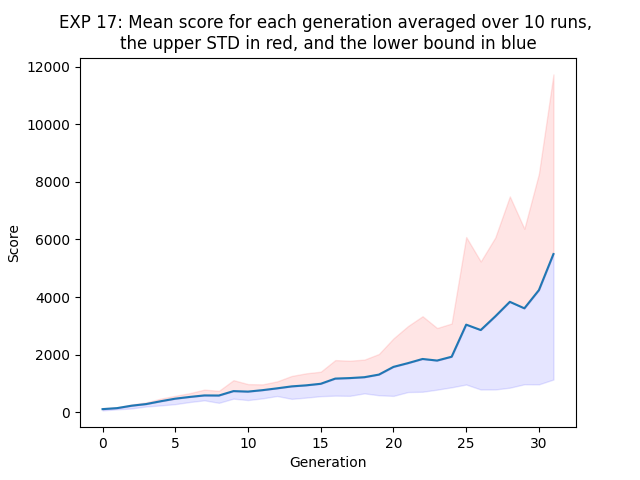 EXP 17: Mean score for each generation averaged over 10 runs,
the upper STD in red, and the lower bound in blue
12000
10000
8000
6000
4000
2000
0
Score
0 5 10 15 20 25 30
Generation